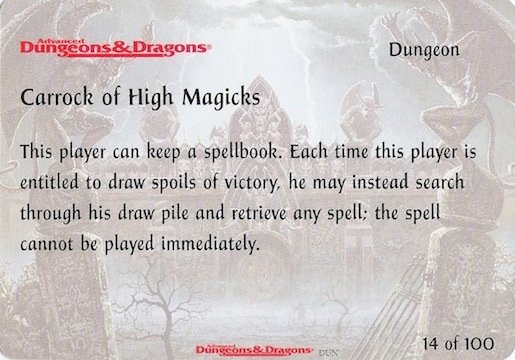 Advanced
Dungeons & Dragons®
Dungeon
Carrock of High Magicks
This player can keep a spellbook. Each time this player is
entitled to draw spoils of victory, he may instead search
through his draw pile and retrieve any spell; the spell
cannot be played immediately.
Advanced
Dungeons & Dragons®
DUN
14 of 100